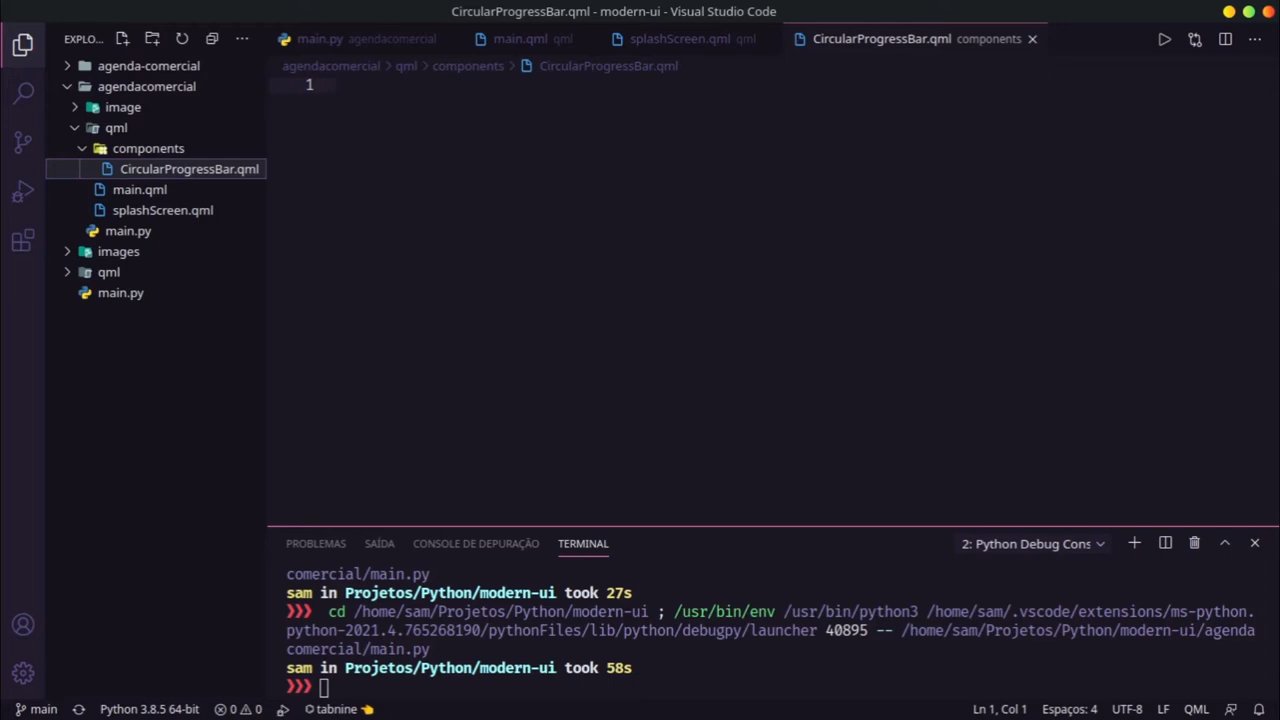 CircularProgressBar.qml - modern-ui - Visual Studio Code
EXPLO...
main.py agendacomercial
main.qml qml
splashScreen.qml qml
CircularProgressBar.qml components
agendacomercial › qml › components › CircularProgressBar.qml
1
agenda-comercial
agendacomercial
image
qml
components
CircularProgressBar.qml
main.qml
splashScreen.qml
main.py
images
qml
main.py
PROBLEMAS SAÍDA CONSOLE DE DEPURAÇÃO TERMINAL
2: Python Debug Cons
comercial/main.py
sam in Projetos/Python/modern-ui took 27s
❯❯❯ cd /home/sam/Projetos/Python/modern-ui ; /usr/bin/env /usr/bin/python3 /home/sam/.vscode/extensions/ms-python.
python-2021.4.765268190/pythonFiles/lib/python/debugpy/launcher 40895 -- /home/sam/Projetos/Python/modern-ui/agenda
comercial/main.py
sam in Projetos/Python/modern-ui took 58s
❯❯❯
main Python 3.8.5 64-bit 0 0 tabnine 👈 Ln 1, Col 1 Espaços: 4 UTF-8 LF QML